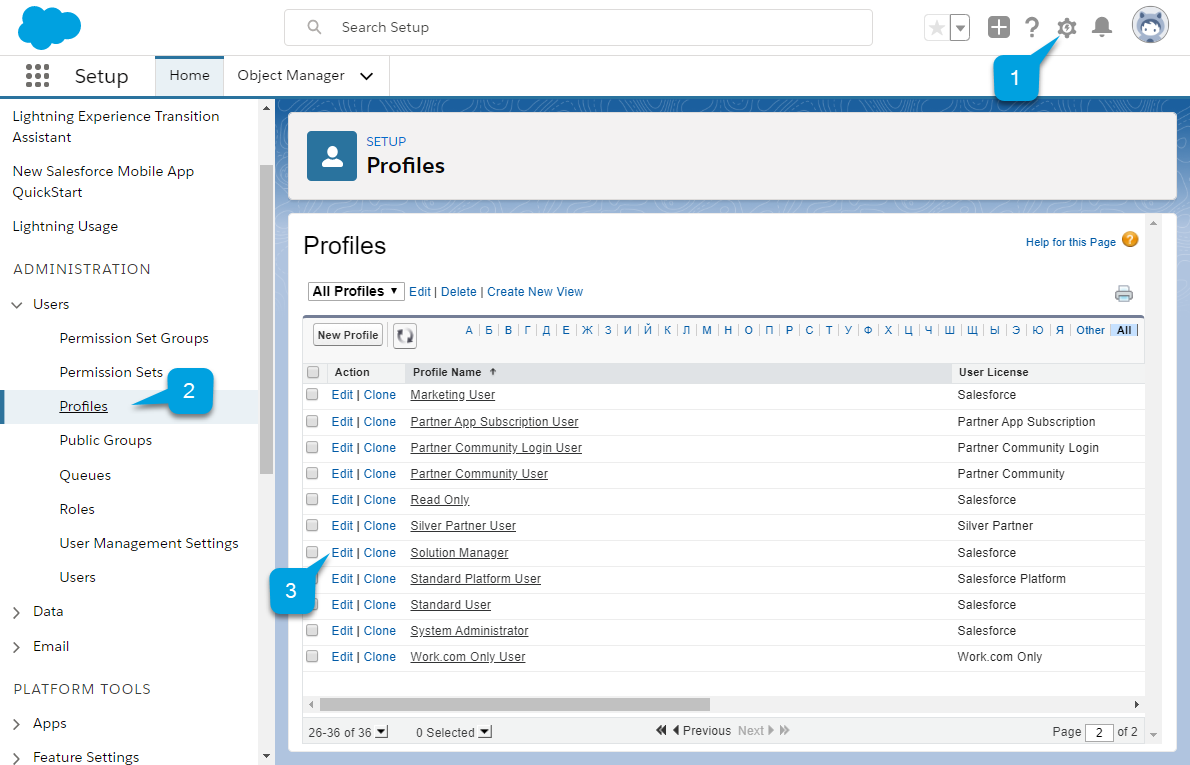 Search Setup
1
Setup
Home
Object Manager
Lightning Experience Transition
Assistant
New Salesforce Mobile App
QuickStart
Lightning Usage
ADMINISTRATION
Users
Permission Set Groups
Permission Sets
2
Profiles
Public Groups
Queues
Roles
User Management Settings
Users
Data
Email
PLATFORM TOOLS
Apps
Feature Settings
SETUP
Profiles
Profiles
Help for this Page ?
All Profiles ▼ Edit | Delete | Create New View
New Profile
А | Б | В | Г | Д | Е | Ж | З | И | Й | К | Л | М | Н | О | П | Р | С | Т | У | Ф | Х | Ц | Ч | Ш | Щ | Ы | Э | Ю | Я | Other | All
Action Profile Name ↑ User License
Edit | Clone Marketing User Salesforce
Edit | Clone Partner App Subscription User Partner App Subscription
Edit | Clone Partner Community Login User Partner Community Login
Edit | Clone Partner Community User Partner Community
Edit | Clone Read Only Salesforce
Edit | Clone Silver Partner User Silver Partner
Edit | Clone Solution Manager Salesforce
3
Edit | Clone Standard Platform User Salesforce Platform
Edit | Clone Standard User Salesforce
Edit | Clone System Administrator Salesforce
Edit | Clone Work.com Only User Work.com Only
26-36 of 36 0 Selected Previous Next Page 2 of 2